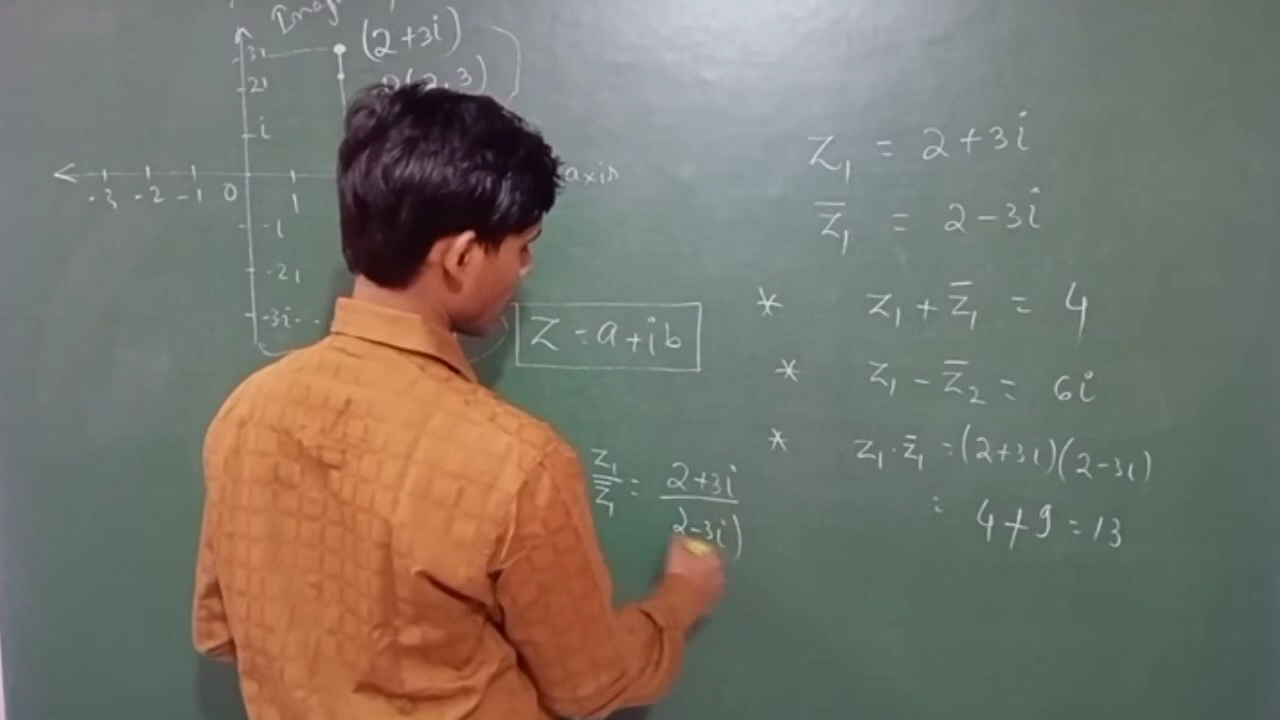 (2+3i)
3i
2i
i
axis
-3 -2 -1 0 1
-i
-2i
-3i
Z = a+ib
Z₁ = 2+3i
Z̅₁ = 2-3i
* Z₁ + Z̅₁ = 4
* Z₁ - Z̅₂ = 6i
* Z₁ · Z̅₁ = (2+3i)(2-3i)
= 4+9 = 13
Z₁/Z̅₁ = 2+3i/2-3i)